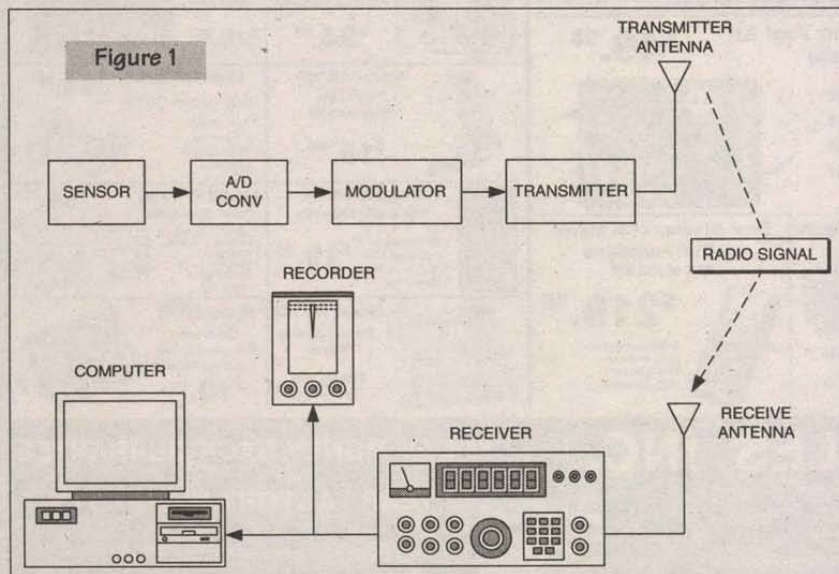 Figure 1
TRANSMITTER
ANTENNA
SENSOR
A/D
CONV
MODULATOR
TRANSMITTER
RADIO SIGNAL
RECORDER
COMPUTER
RECEIVER
RECEIVE
ANTENNA